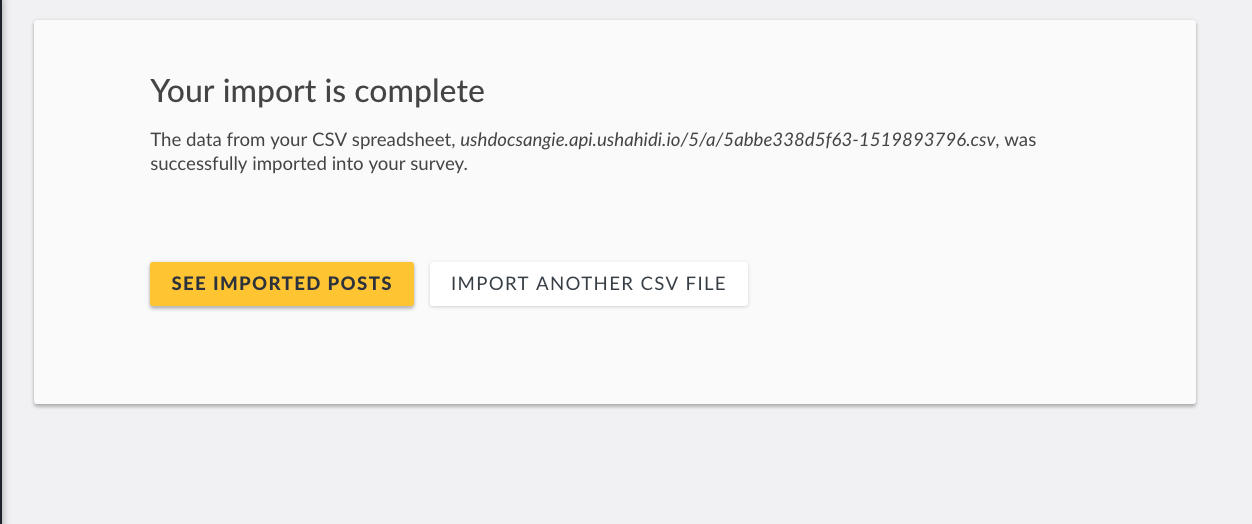 Your import is complete
The data from your CSV spreadsheet, ushdocsangie.api.ushahidi.io/5/a/5abbe338d5f63-1519893796.csv, was
successfully imported into your survey.
SEE IMPORTED POSTS
IMPORT ANOTHER CSV FILE